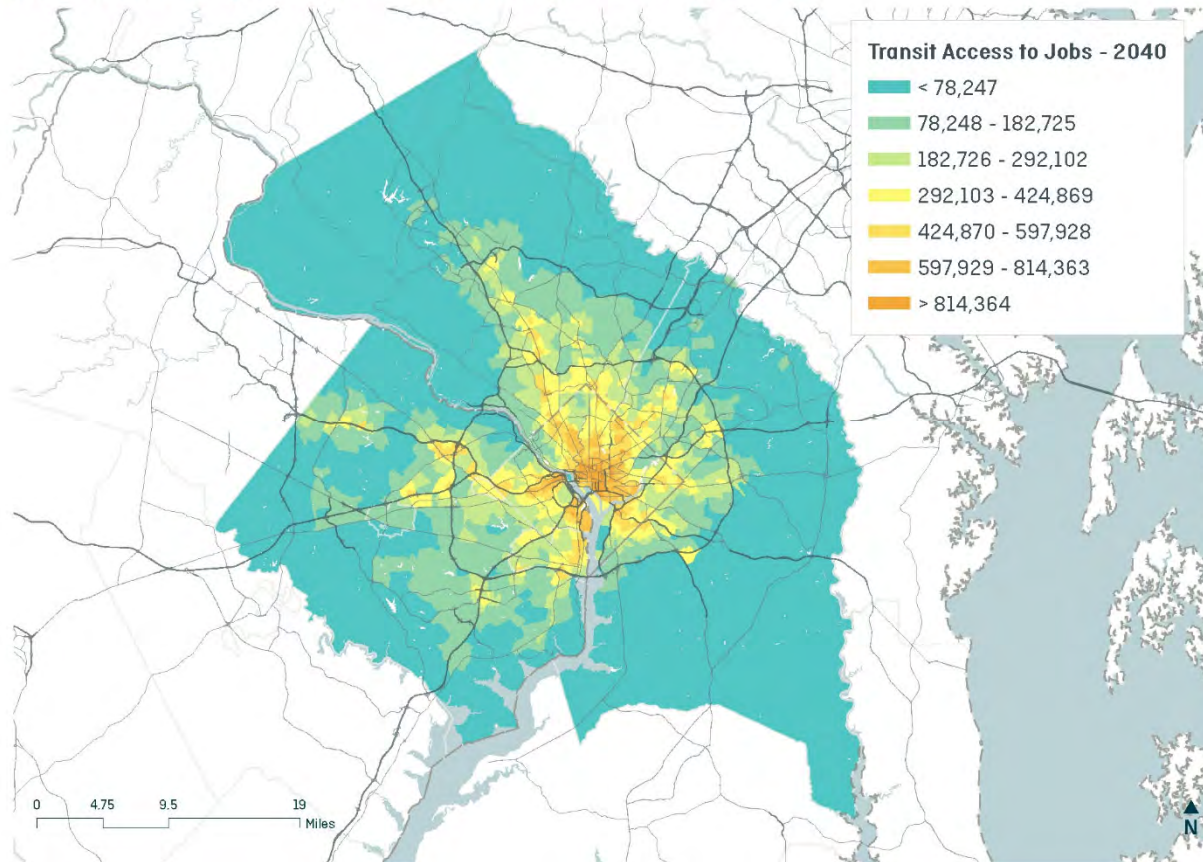 Transit Access to Jobs - 2040
< 78,247
78,248 - 182,725
182,726 - 292,102
292,103 - 424,869
424,870 - 597,928
597,929 - 814,363
> 814,364
0 4.75 9.5 19
Miles
N